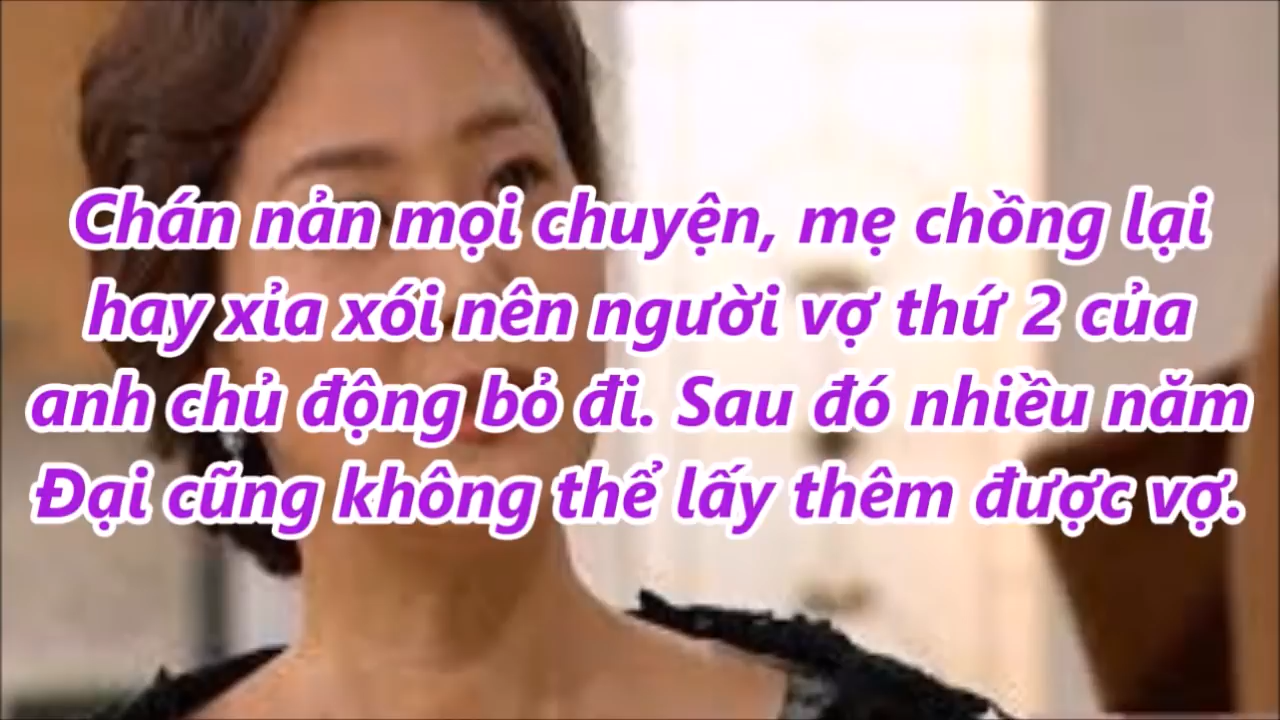 Chán nản mọi chuyện, mẹ chồng lại
hay xỉa xói nên người vợ thứ 2 của
anh chủ động bỏ đi. Sau đó nhiều năm
Đại cũng không thể lấy thêm được vợ.